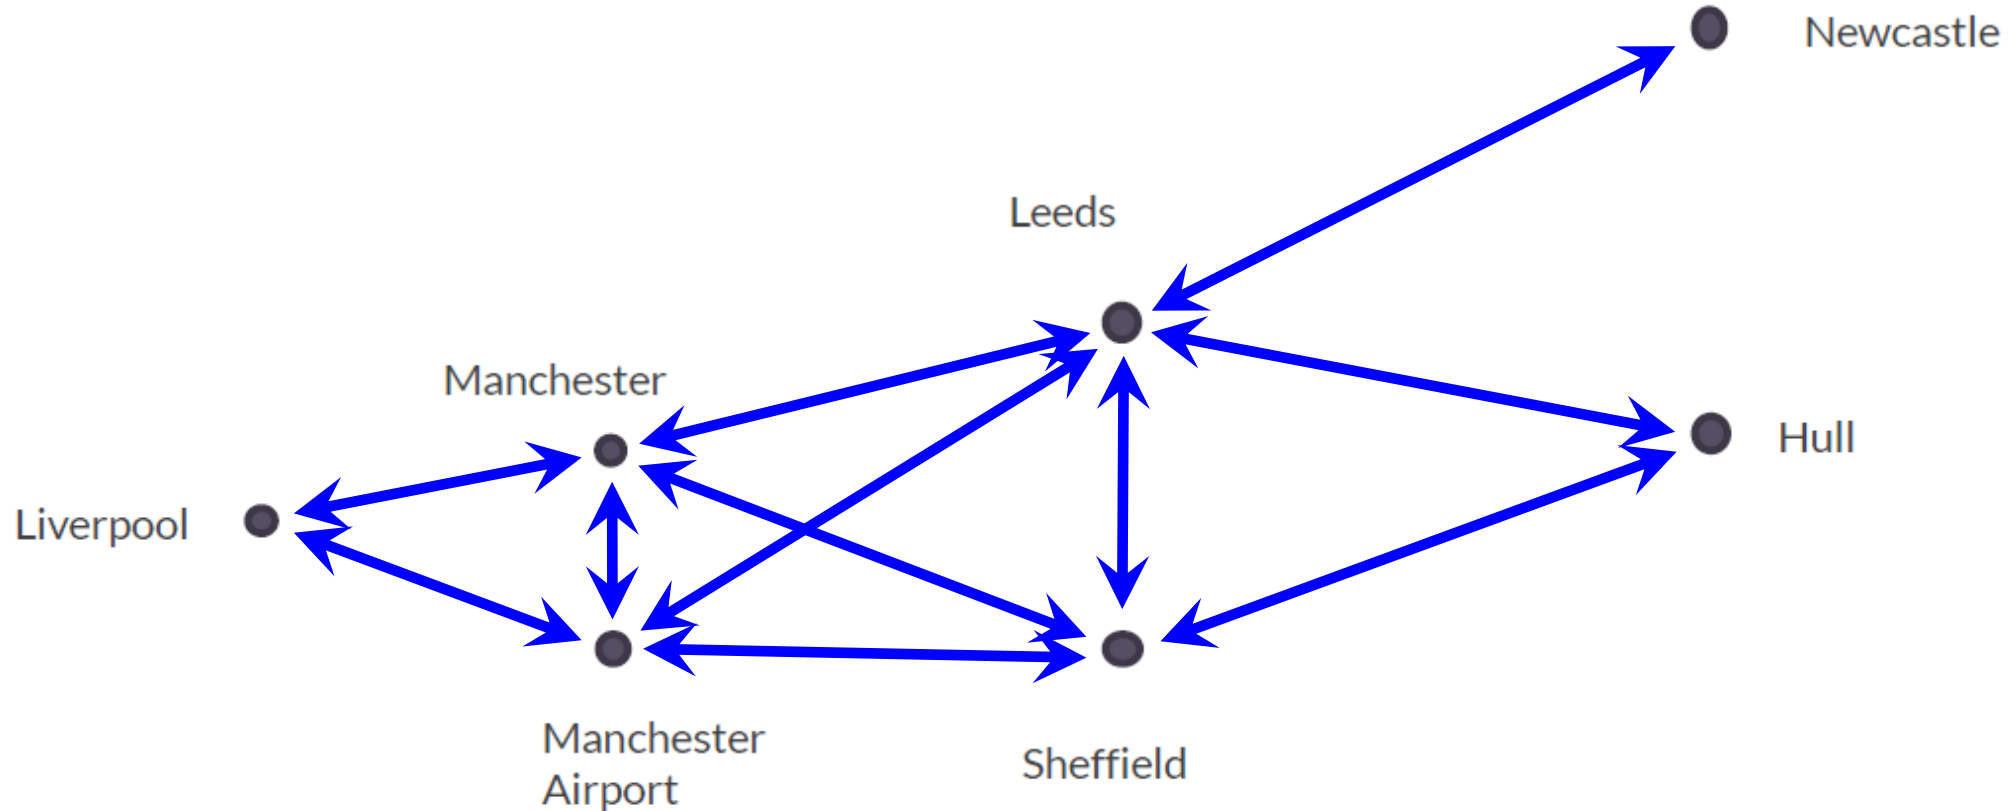 Newcastle
Leeds
Manchester
Hull
Liverpool
Manchester
Airport
Sheffield